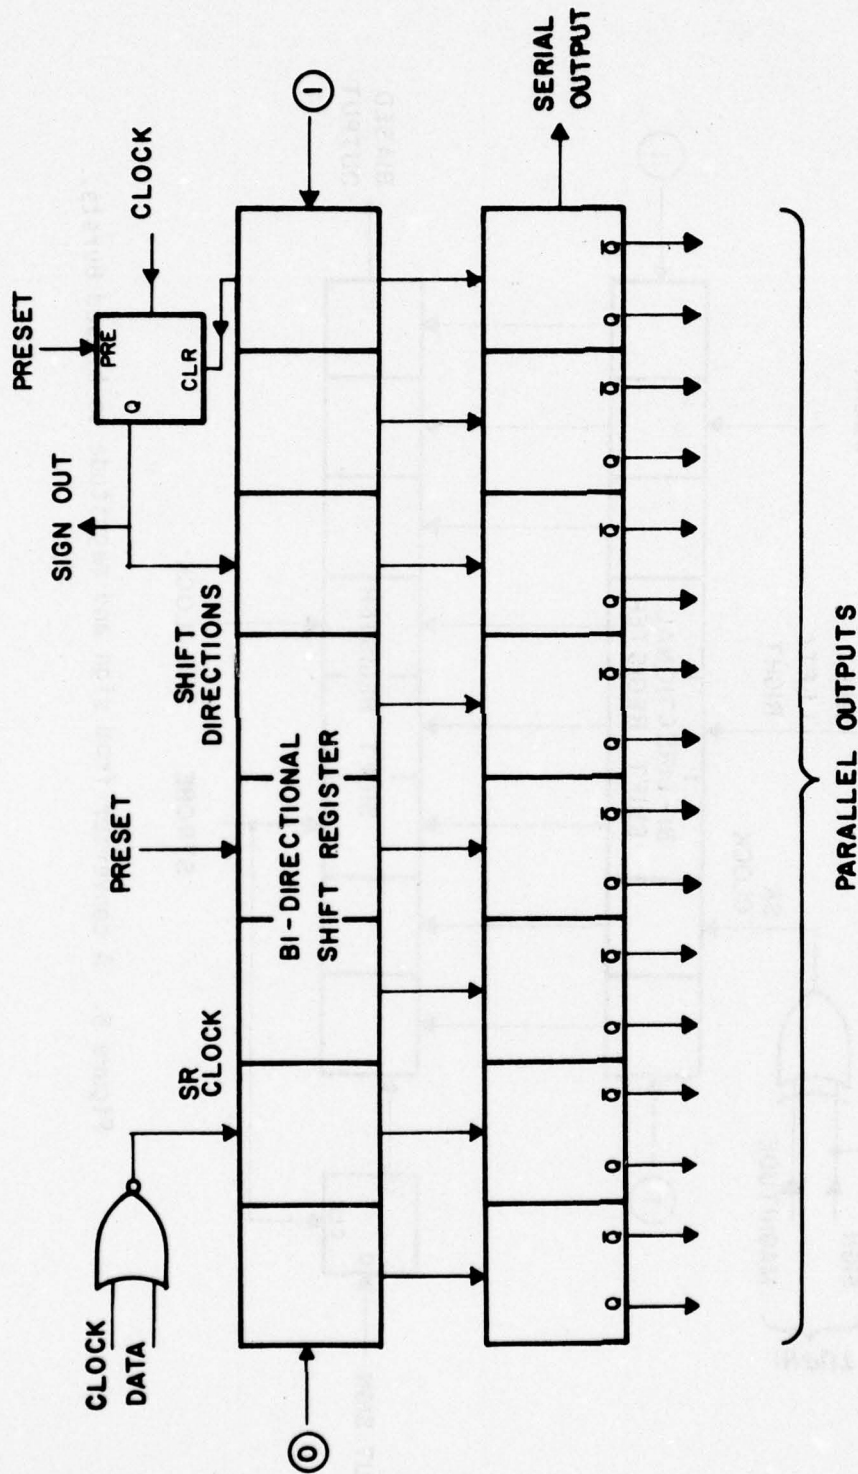 PRESET
SIGN OUT
CLOCK
Q
P̅R̅E̅
CLR
CLOCK
DATA
PRESET
SR
CLOCK
SHIFT
DIRECTIONS
0
BI-DIRECTIONAL
SHIFT REGISTER
1
SERIAL
OUTPUT
Q Q̅ Q Q̅ Q Q̅ Q Q̅ Q Q̅ Q Q̅ Q Q̅ Q Q̅
PARALLEL OUTPUTS